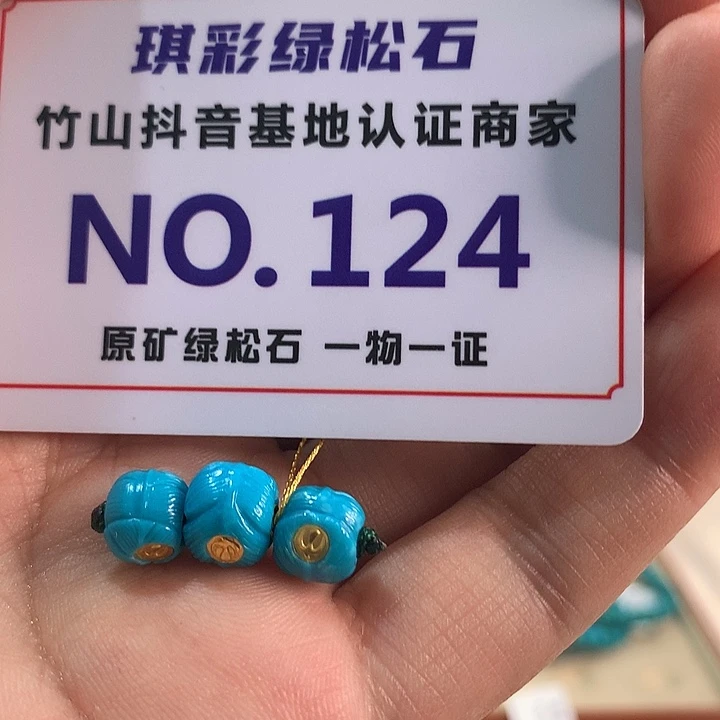 琪彩绿松石
竹山抖音基地认证商家
NO.124
原矿绿松石 一物一证